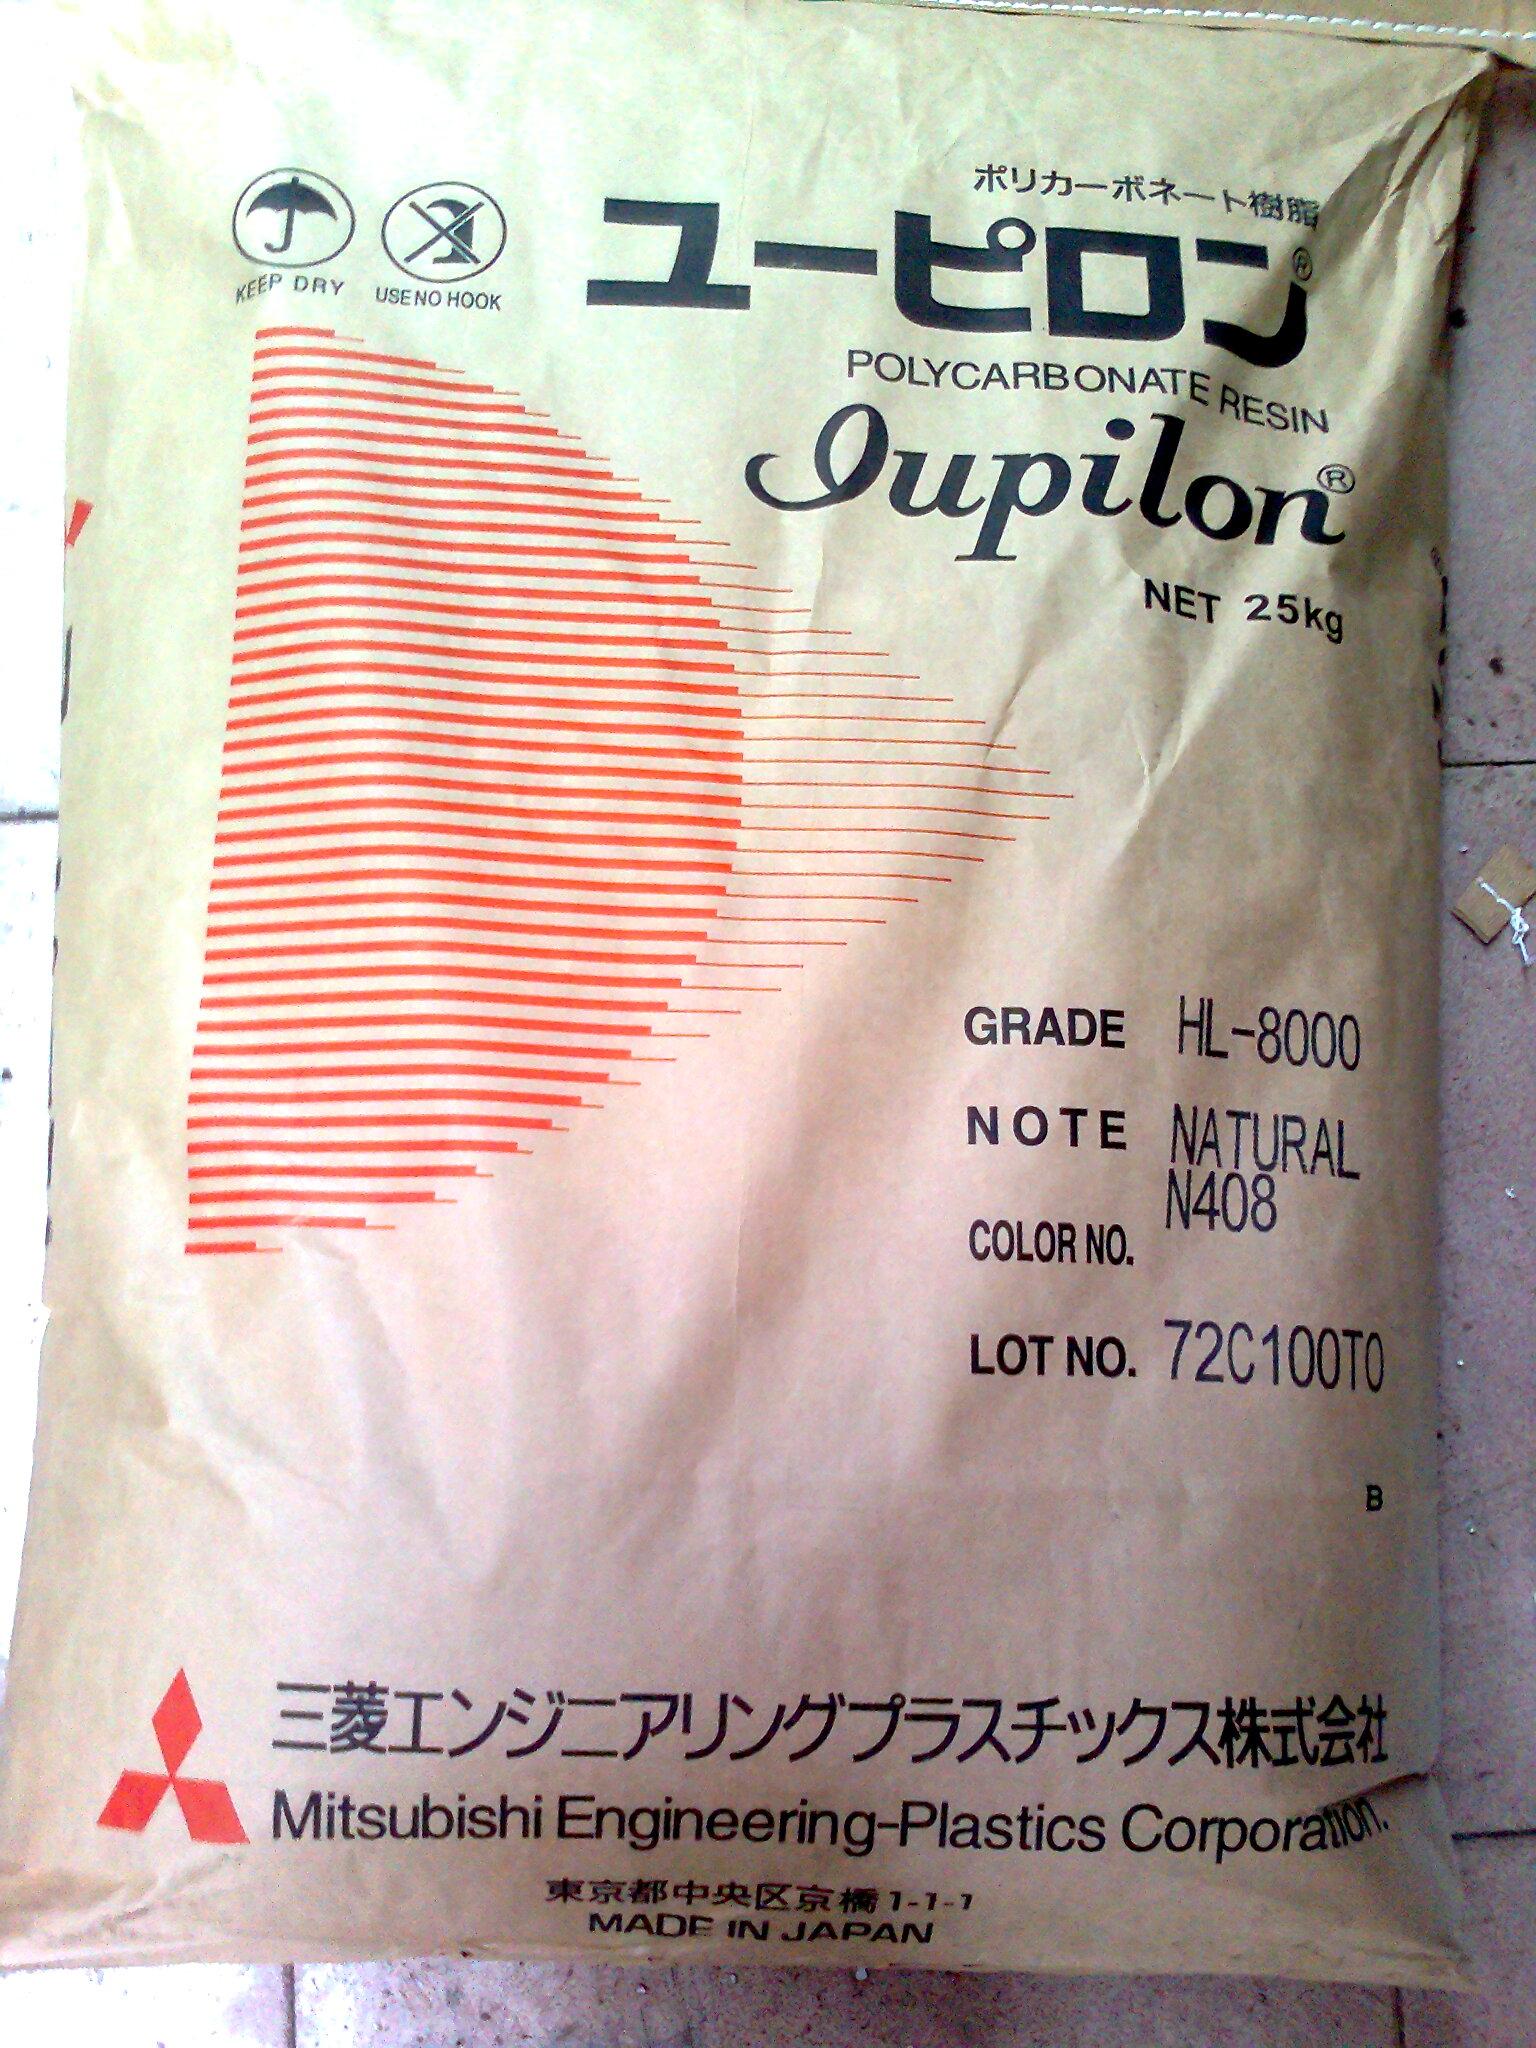 KEEP DRY
USE NO HOOK
ポリカーボネート樹脂
ユーピロン®
POLYCARBONATE RESIN
Iupilon®
NET 25kg
GRADE HL-8000
NOTE NATURAL
N408
COLOR NO.
LOT NO. 72C100T0
B
三菱エンジニアリングプラスチックス株式会社
Mitsubishi Engineering-Plastics Corporation.
東京都中央区京橋1-1-1
MADE IN JAPAN